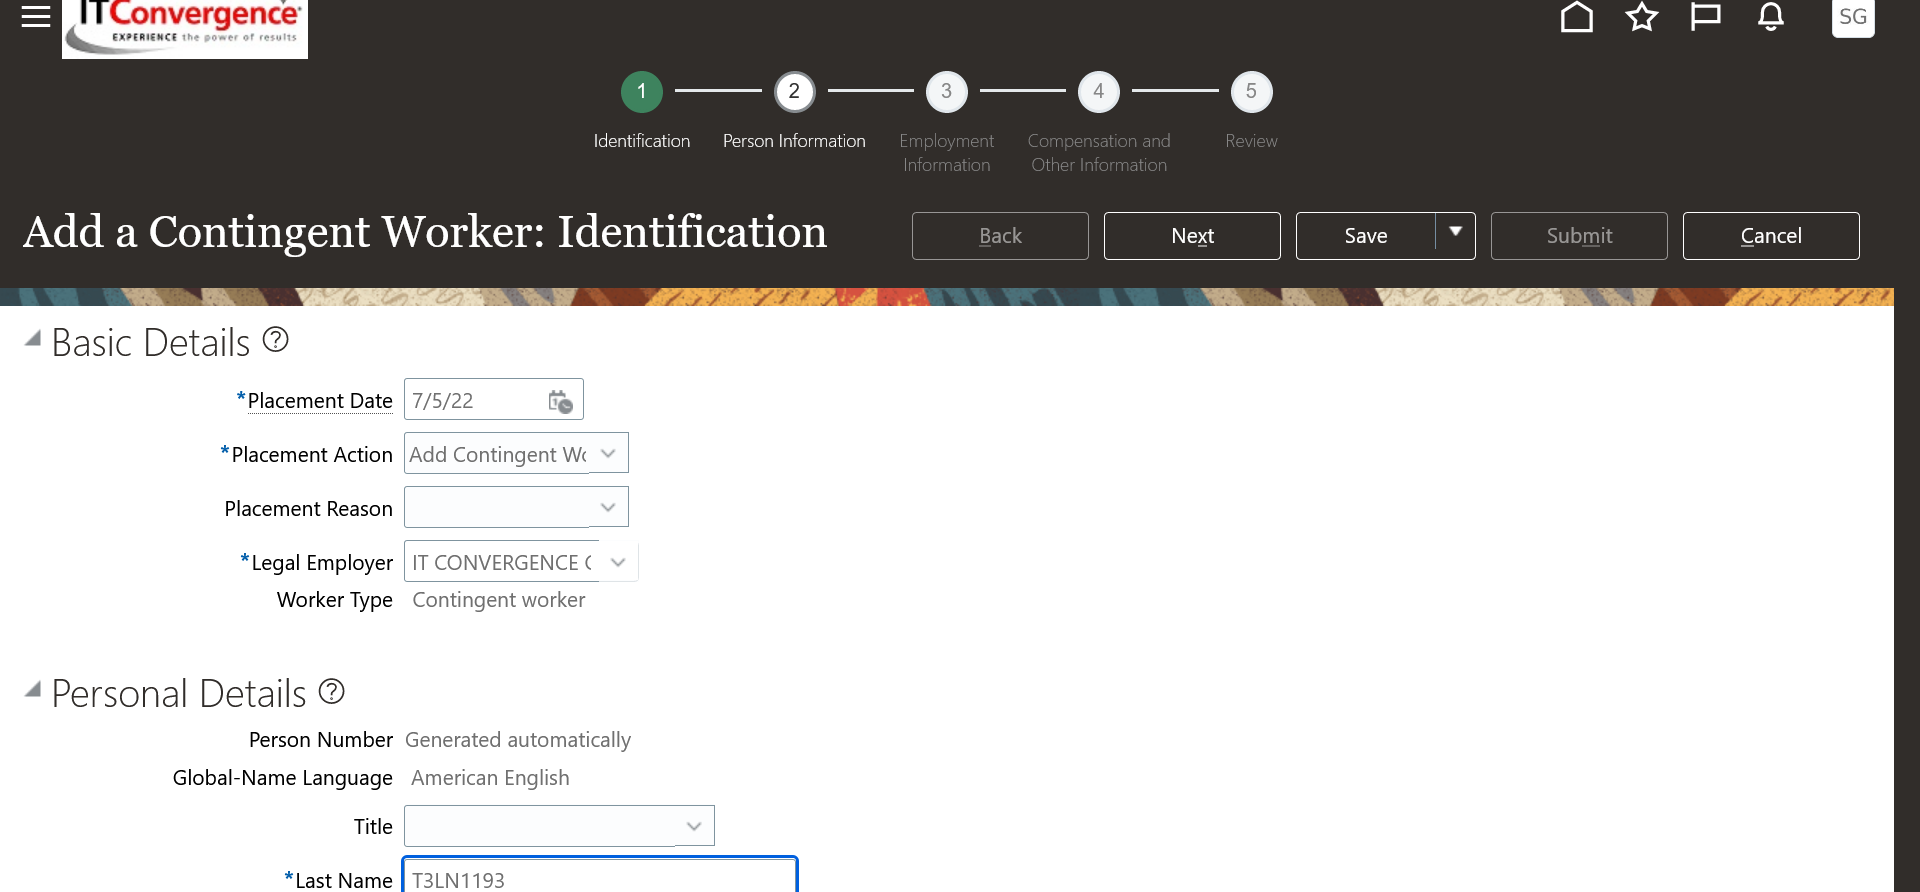 ITConvergence
EXPERIENCE the power of results
SG
1
2
3
4
5
Identification
Person Information
Employment
Information
Compensation and
Other Information
Review
Add a Contingent Worker: Identification
Back
Next
Save
Submit
Cancel
Basic Details
*Placement Date 7/5/22
*Placement Action Add Contingent Wo
Placement Reason
*Legal Employer IT CONVERGENCE
Worker Type Contingent worker
Personal Details
Person Number Generated automatically
Global-Name Language American English
Title
*Last Name T3LN1193